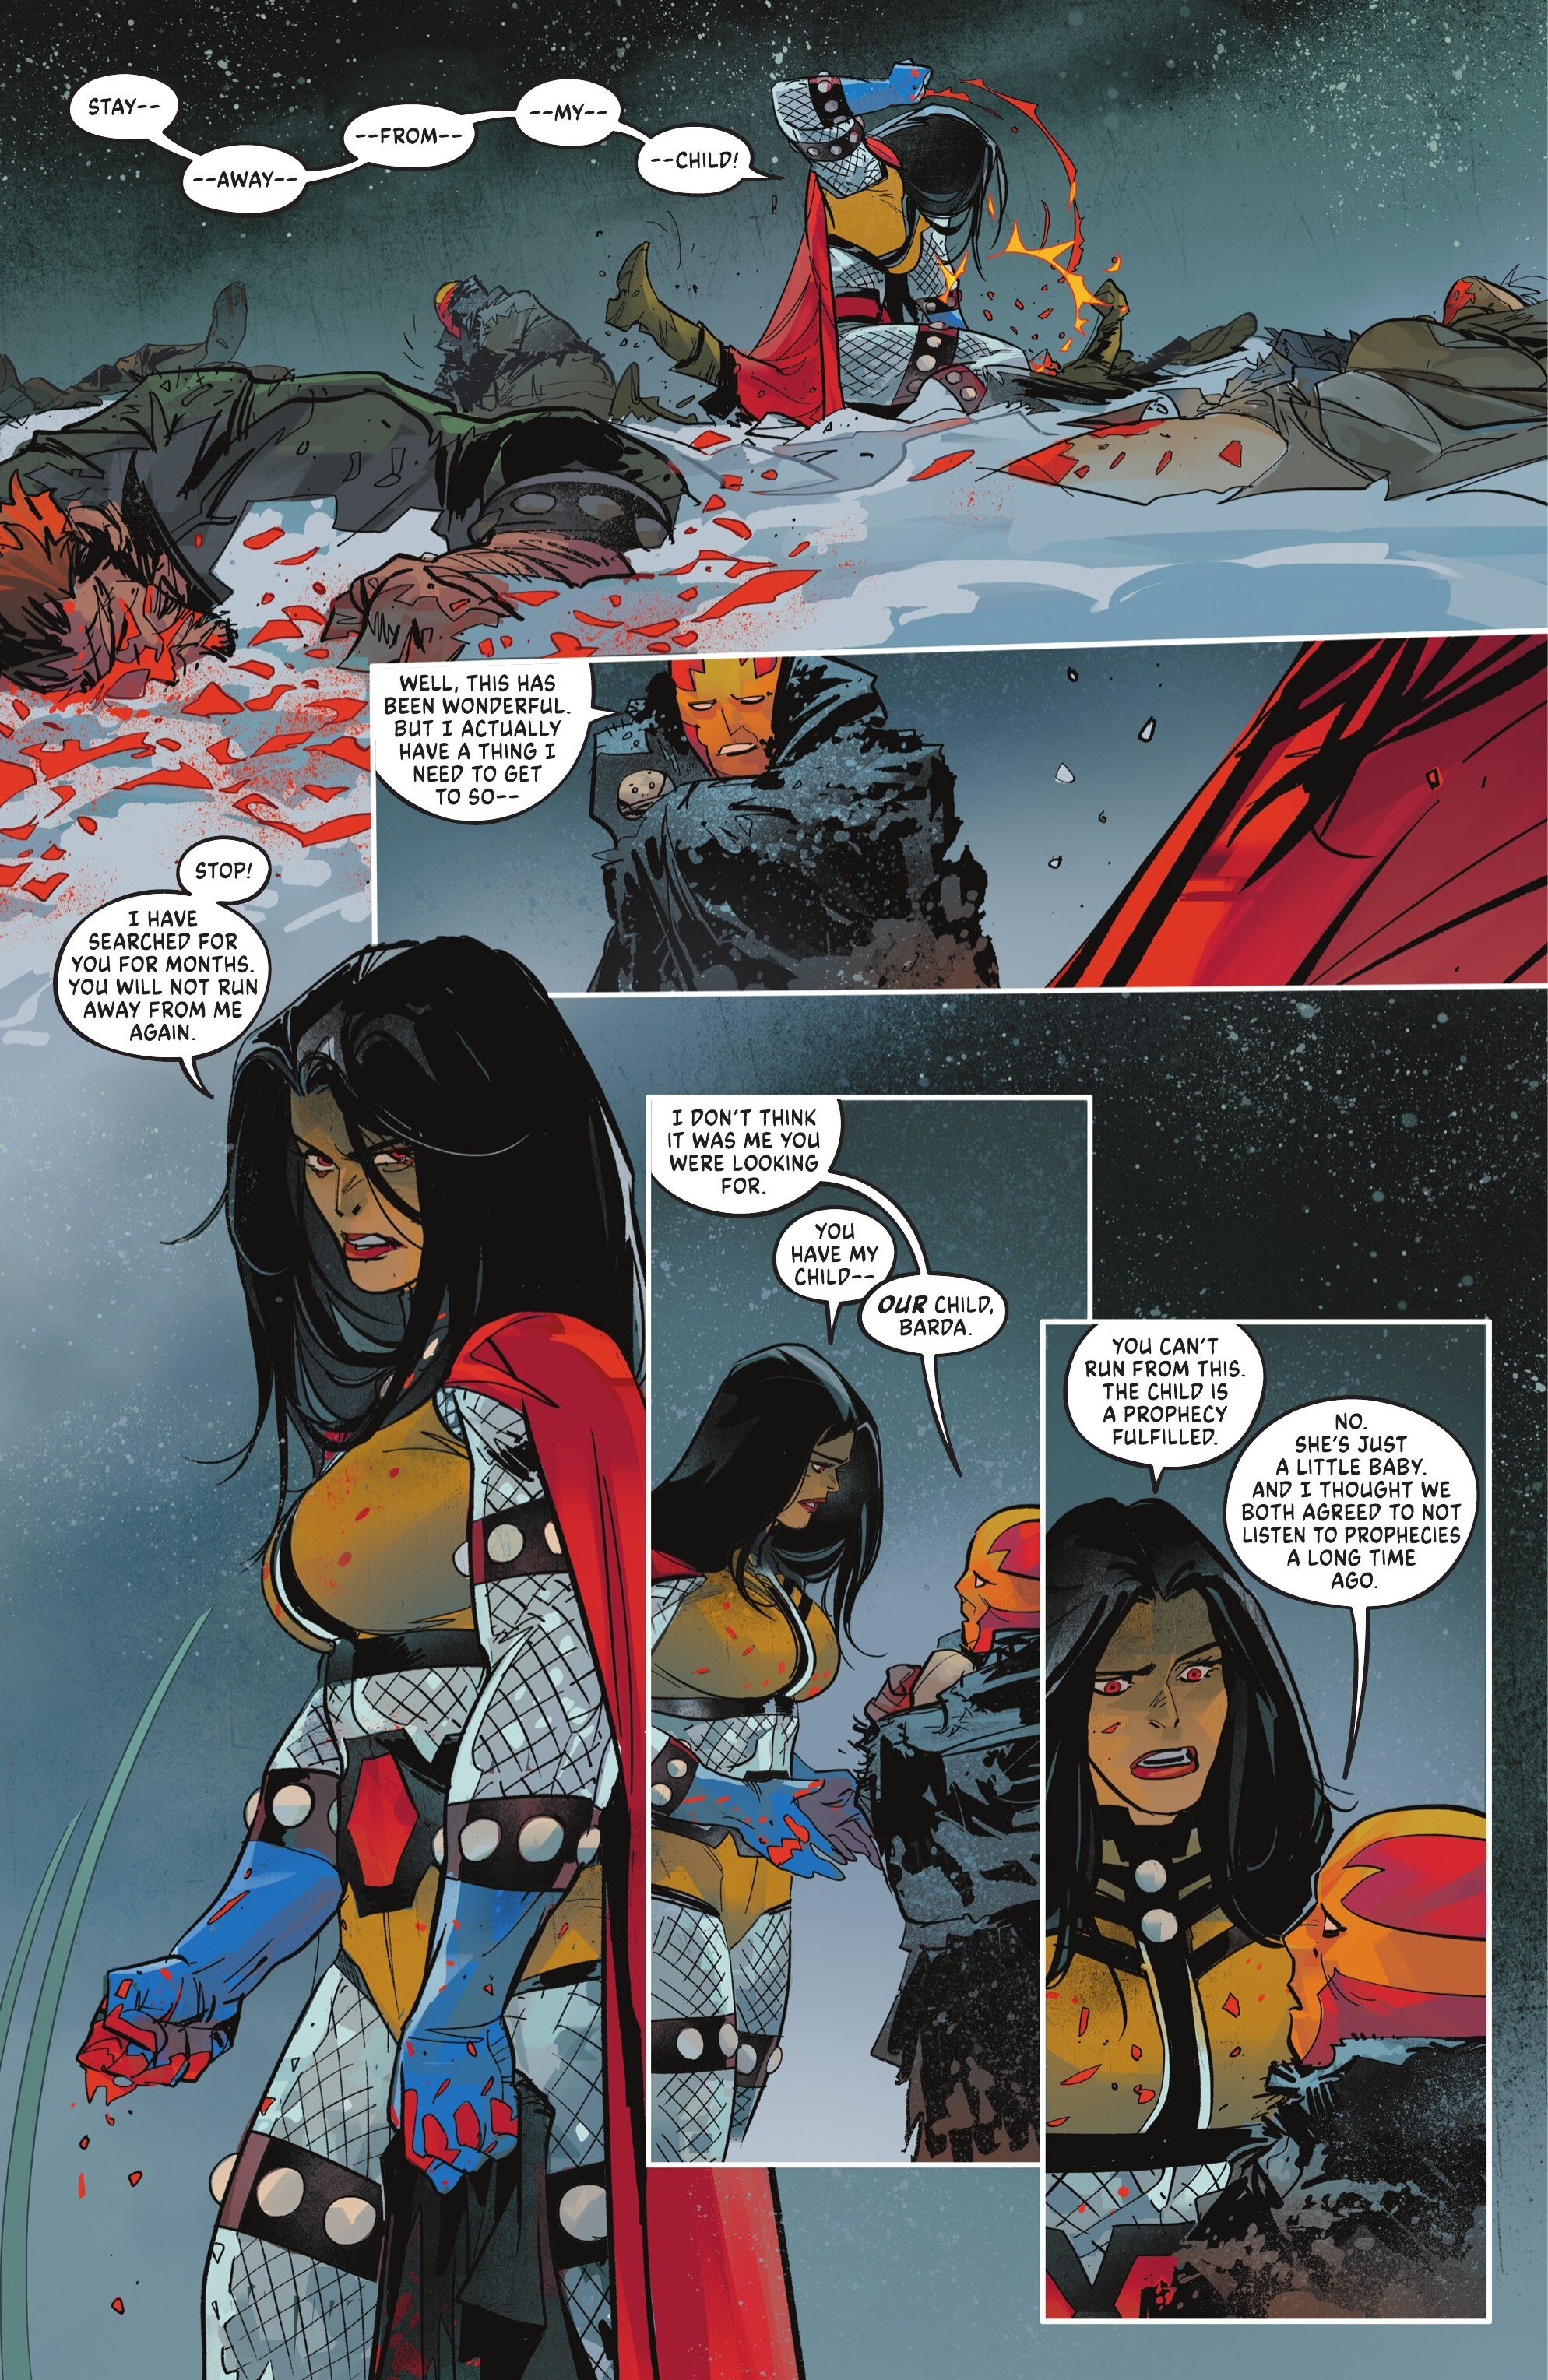 STAY--
--AWAY--
--FROM--
--MY--
--CHILD!
WELL, THIS HAS
BEEN WONDERFUL.
BUT I ACTUALLY
HAVE A THING I
NEED TO GET
TO SO--
STOP!
I HAVE
SEARCHED FOR
YOU FOR MONTHS.
YOU WILL NOT RUN
AWAY FROM ME
AGAIN.
I DON'T THINK
IT WAS ME YOU
WERE LOOKING
FOR.
YOU
HAVE MY
CHILD--
OUR CHILD,
BARDA.
YOU CAN'T
RUN FROM THIS.
THE CHILD IS
A PROPHECY
FULFILLED.
NO.
SHE'S JUST
A LITTLE BABY.
AND I THOUGHT WE
BOTH AGREED TO NOT
LISTEN TO PROPHECIES
A LONG TIME
AGO.